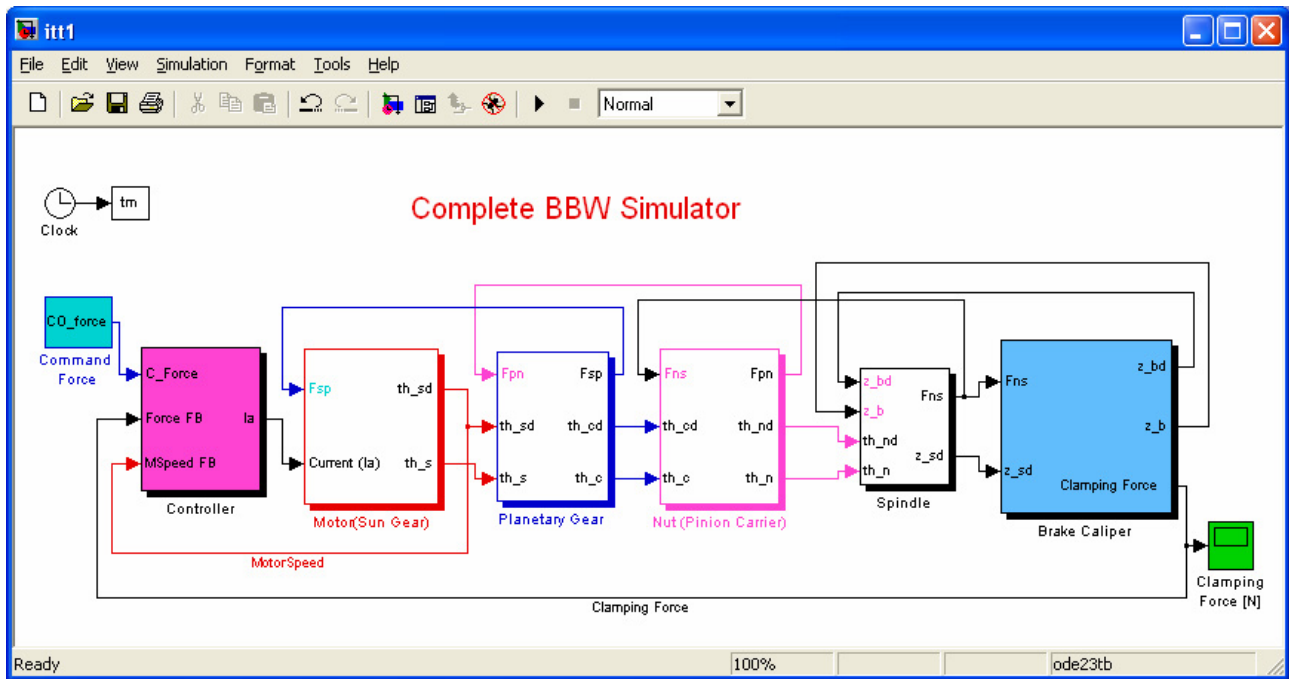 itt1
File Edit View Simulation Format Tools Help
Normal
Complete BBW Simulator
tm
Clock
CO_force
Command
Force
C_Force
Force FB
Ia
MSpeed FB
Controller
Fsp
th_sd
Current (Ia)
th_s
Motor(Sun Gear)
MotorSpeed
Fpn
Fsp
th_sd
th_cd
th_s
th_c
Planetary Gear
Fns
Fpn
th_cd
th_nd
th_c
th_n
Nut (Pinion Carrier)
z_bd
z_b
Fns
th_nd
z_sd
th_n
Spindle
z_bd
Fns
z_b
z_sd
Clamping Force
Brake Caliper
Clamping
Force [N]
Clamping Force
Ready
100%
ode23tb